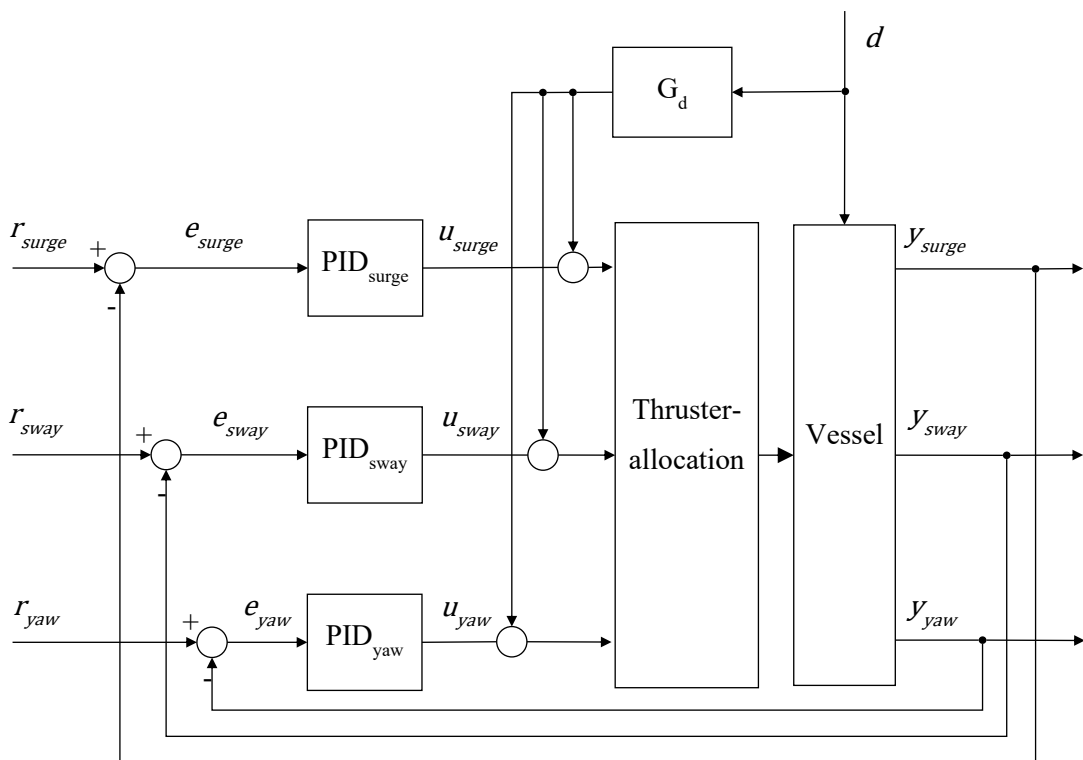 d
G_d
r_surge
+
-
e_surge
PID_surge
u_surge
y_surge
r_sway
+
-
e_sway
PID_sway
u_sway
Thruster-
allocation
Vessel
y_sway
r_yaw
+
-
e_yaw
PID_yaw
u_yaw
y_yaw